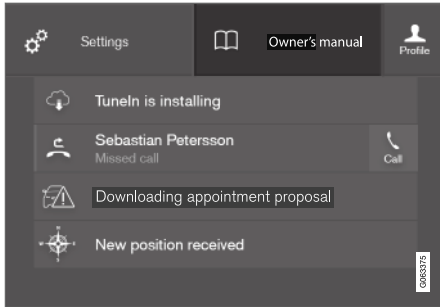 Settings
Owner's manual
Profile
TuneIn is installing
Sebastian Petersson
Missed call
Call
Downloading appointment proposal
New position received
G063375